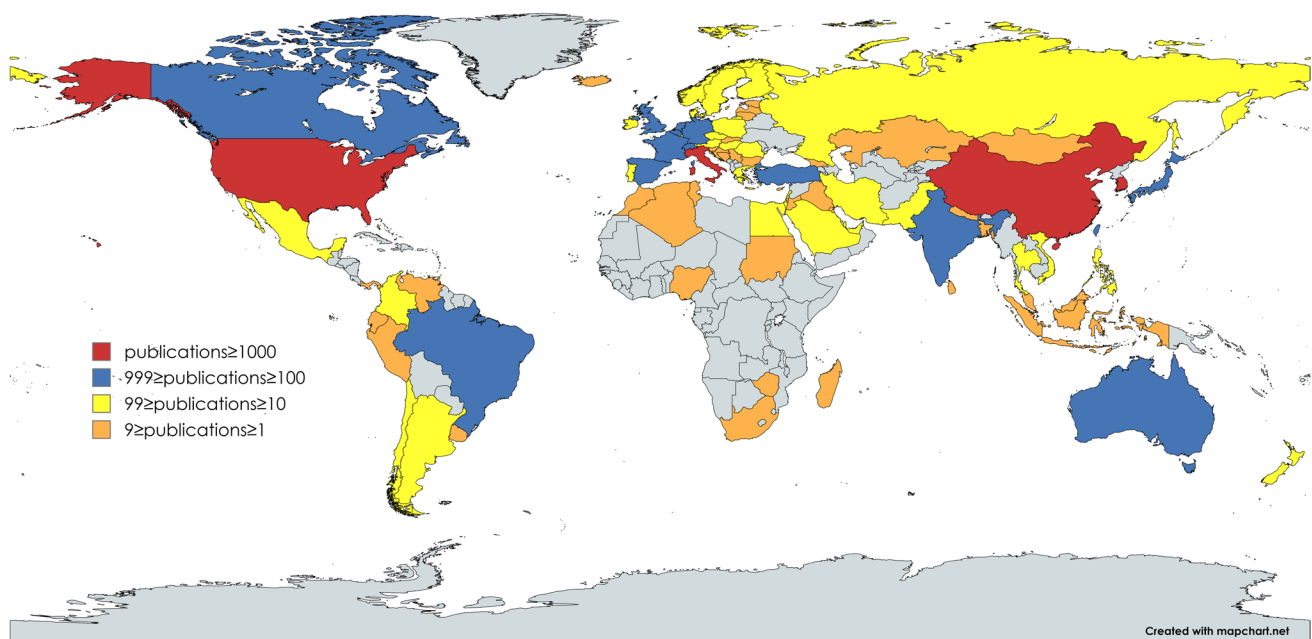 publications≥1000
999≥publications≥100
99≥publications≥10
9≥publications≥1
Created with mapchart.net